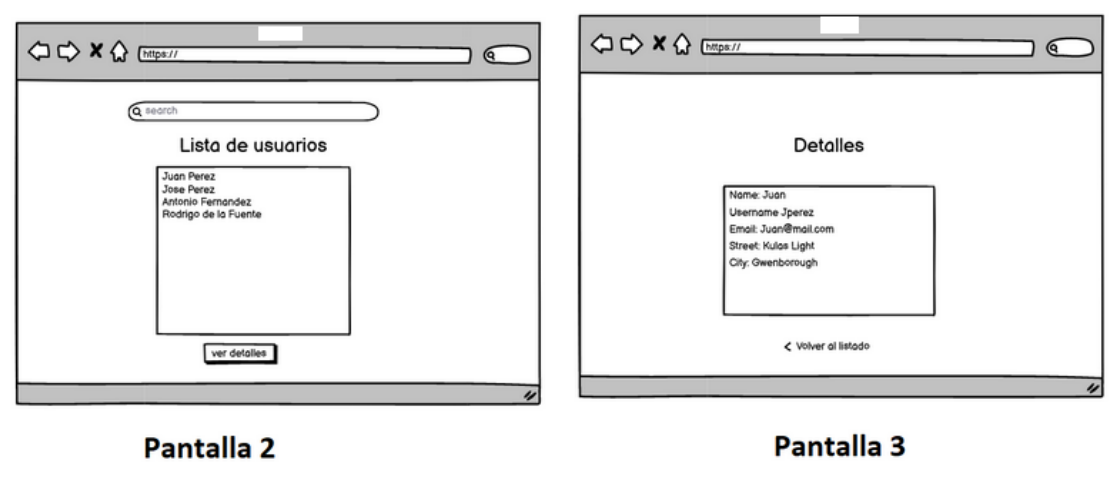 https://
search
Lista de usuarios
Juan Perez
Jose Perez
Antonio Fernandez
Rodrigo de la Fuente
ver detalles
Pantalla 2
https://
Detalles
Name: Juan
Username Jperez
Email: Juan@mail.com
Street: Kulas Light
City: Gwenborough
< Volver al listado
Pantalla 3